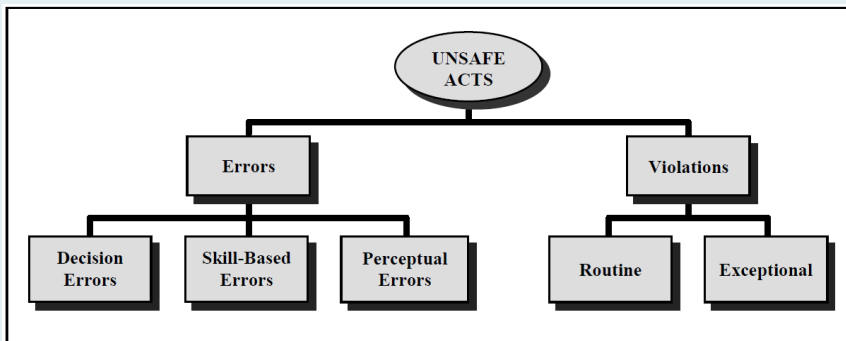 UNSAFE
ACTS
Errors
Violations
Decision
Errors
Skill-Based
Errors
Perceptual
Errors
Routine
Exceptional